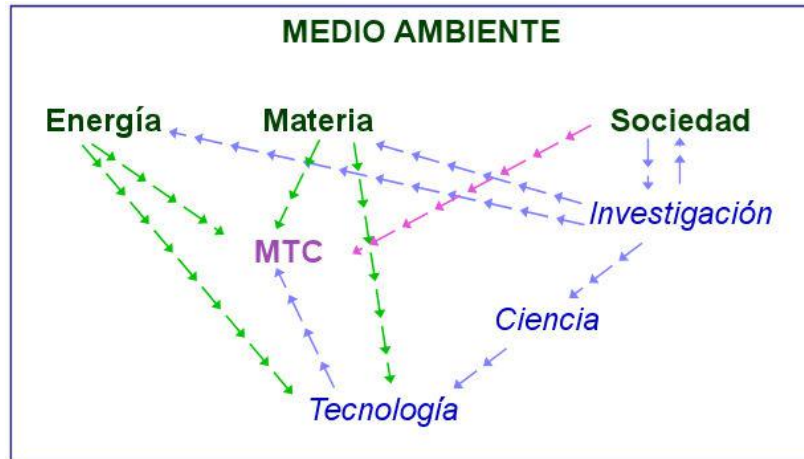 MEDIO AMBIENTE
Energía Materia Sociedad
Investigación
MTC
Ciencia
Tecnología